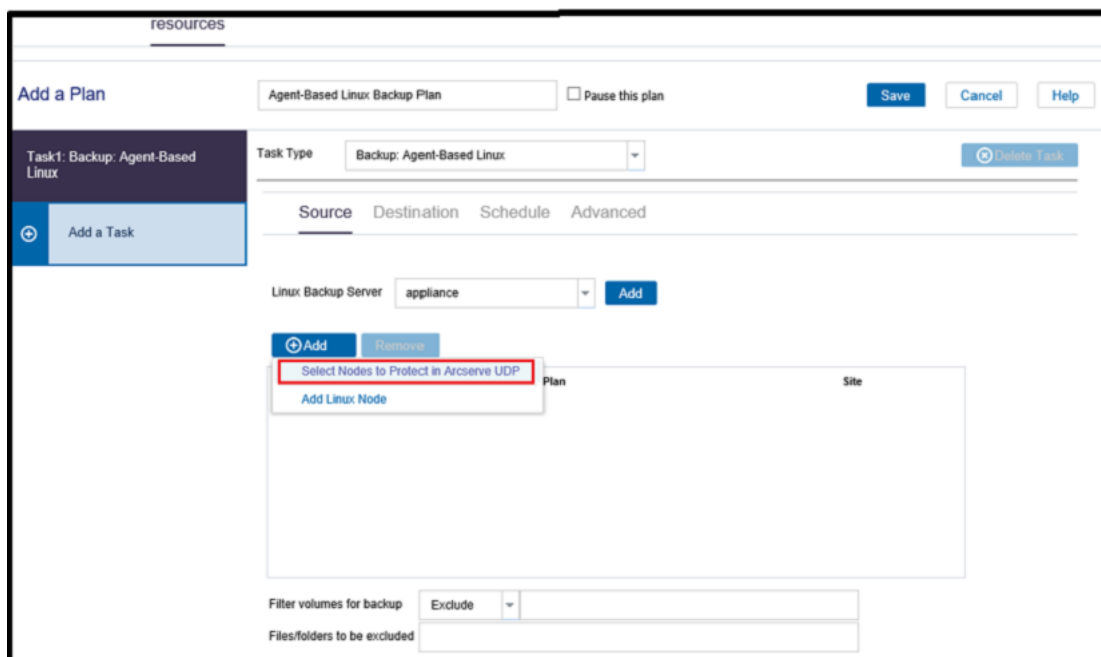 resources
Add a Plan
Agent-Based Linux Backup Plan
Pause this plan
Save
Cancel
Help
Task1: Backup: Agent-Based
Linux
Add a Task
Task Type
Backup: Agent-Based Linux
Delete Task
Source
Destination
Schedule
Advanced
Linux Backup Server
appliance
Add
Add
Remove
Select Nodes to Protect in Arcserve UDP
Add Linux Node
Plan
Site
Filter volumes for backup
Exclude
Files/folders to be excluded